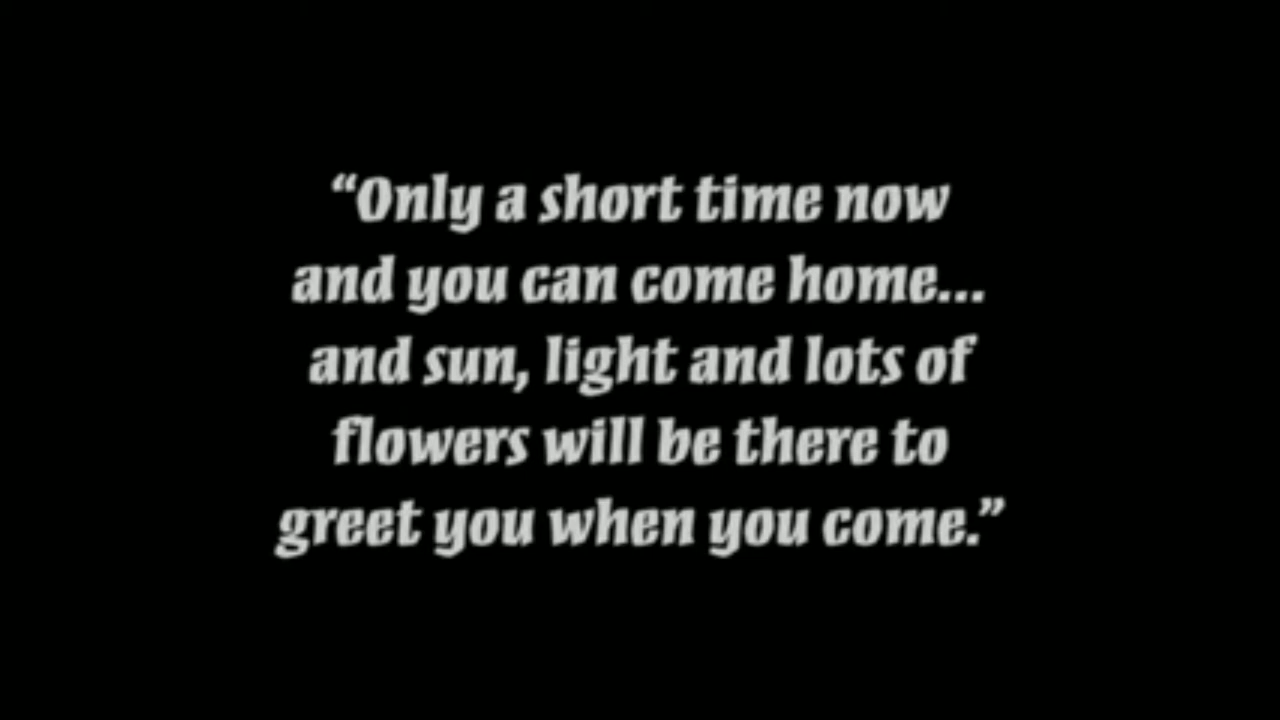 “Only a short time now
and you can come home...
and sun, light and lots of
flowers will be there to
greet you when you come.”